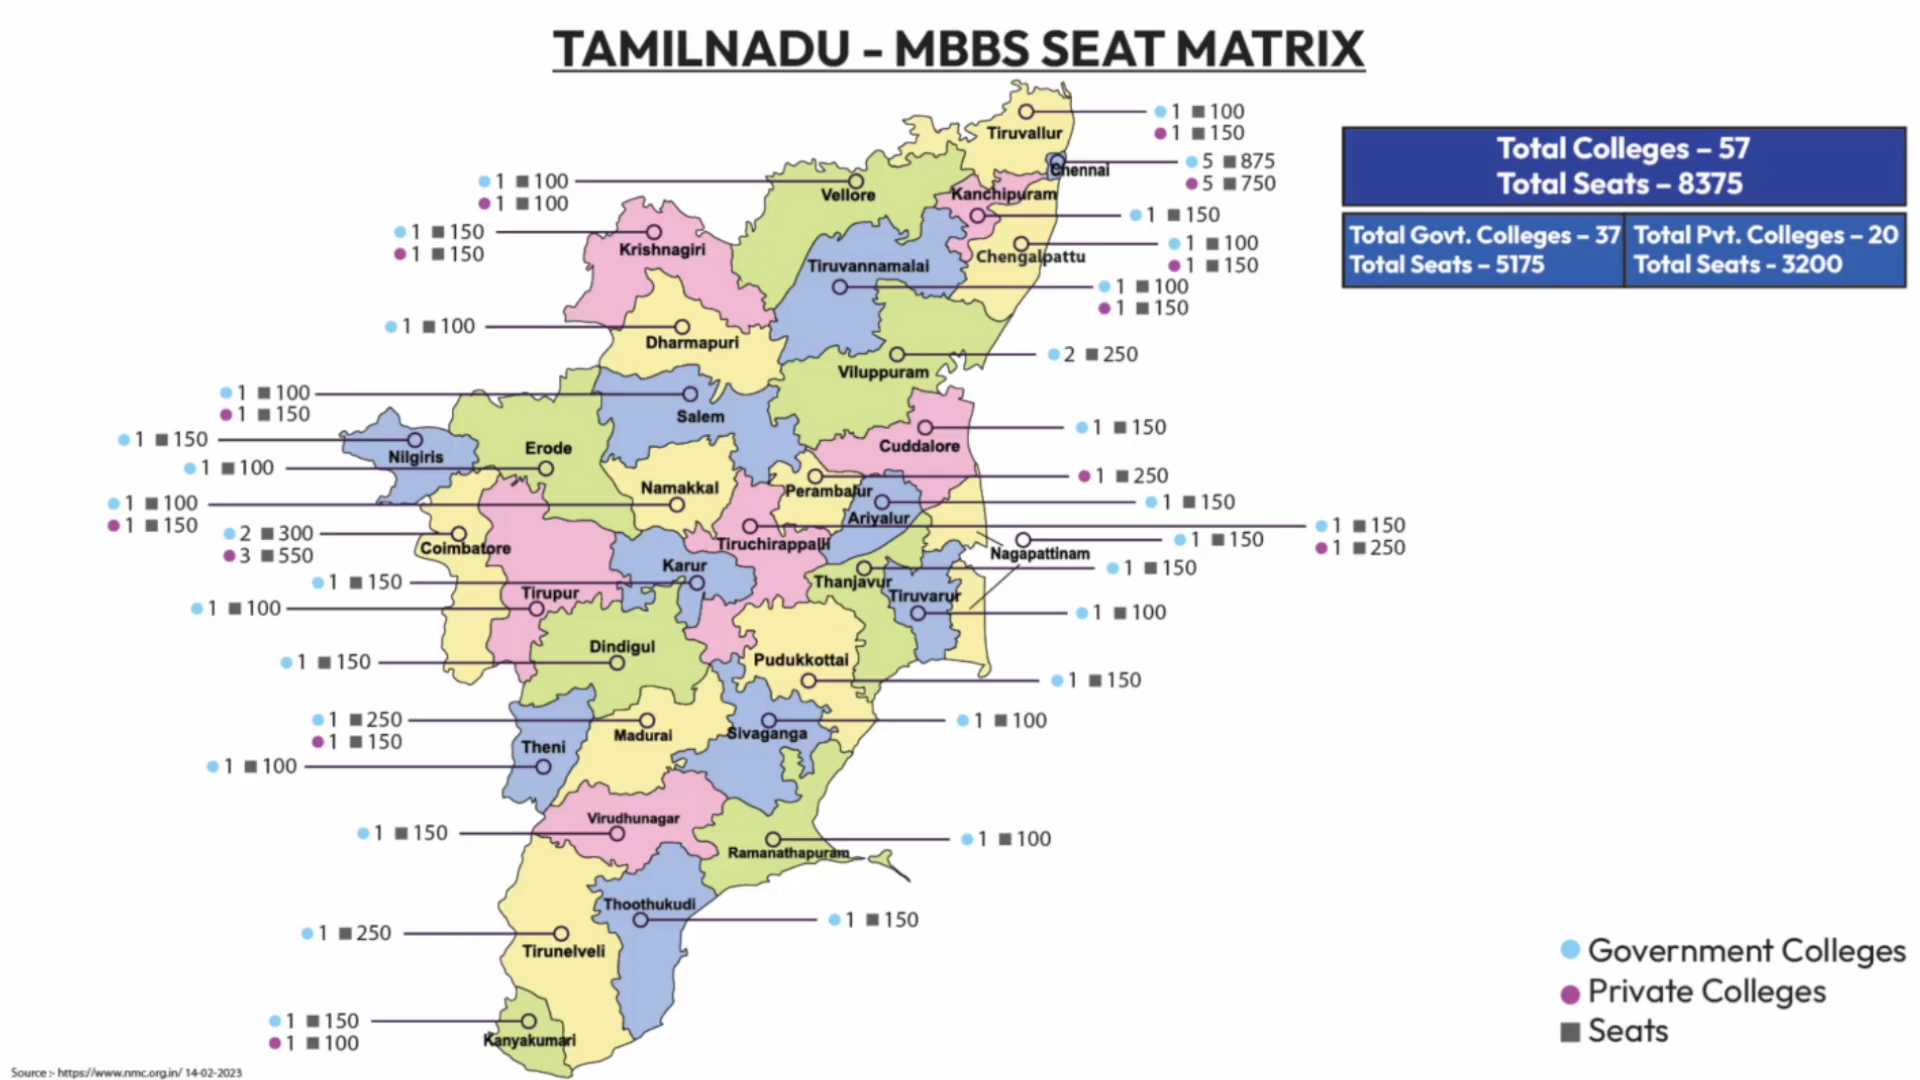 TAMILNADU - MBBS SEAT MATRIX
Total Colleges – 57
Total Seats – 8375
Total Govt. Colleges – 37
Total Seats – 5175
Total Pvt. Colleges – 20
Total Seats - 3200
Tiruvallur
1 100
1 150
Chennai
5 875
5 750
Vellore
1 100
1 100
Kanchipuram
1 150
Krishnagiri
1 150
1 150
Chengalpattu
1 100
1 150
Tiruvannamalai
1 100
1 150
Dharmapuri
1 100
Viluppuram
2 250
Salem
1 100
1 150
Cuddalore
1 150
Nilgiris
1 150
Erode
1 100
Perambalur
1 250
Namakkal
1 100
1 150
Ariyalur
1 150
Tiruchirappalli
1 150
1 250
Coimbatore
2 300
3 550
Nagapattinam
1 150
Karur
1 150
Thanjavur
1 150
Tirupur
1 100
Tiruvarur
1 100
Dindigul
1 150
Pudukkottai
1 150
Madurai
1 250
1 150
Sivaganga
1 100
Theni
1 100
Virudhunagar
1 150
Ramanathapuram
1 100
Thoothukudi
1 150
Tirunelveli
1 250
Kanyakumari
1 150
1 100
Government Colleges
Private Colleges
Seats
Source :- https://www.nmc.org.in/ 14-02-2023